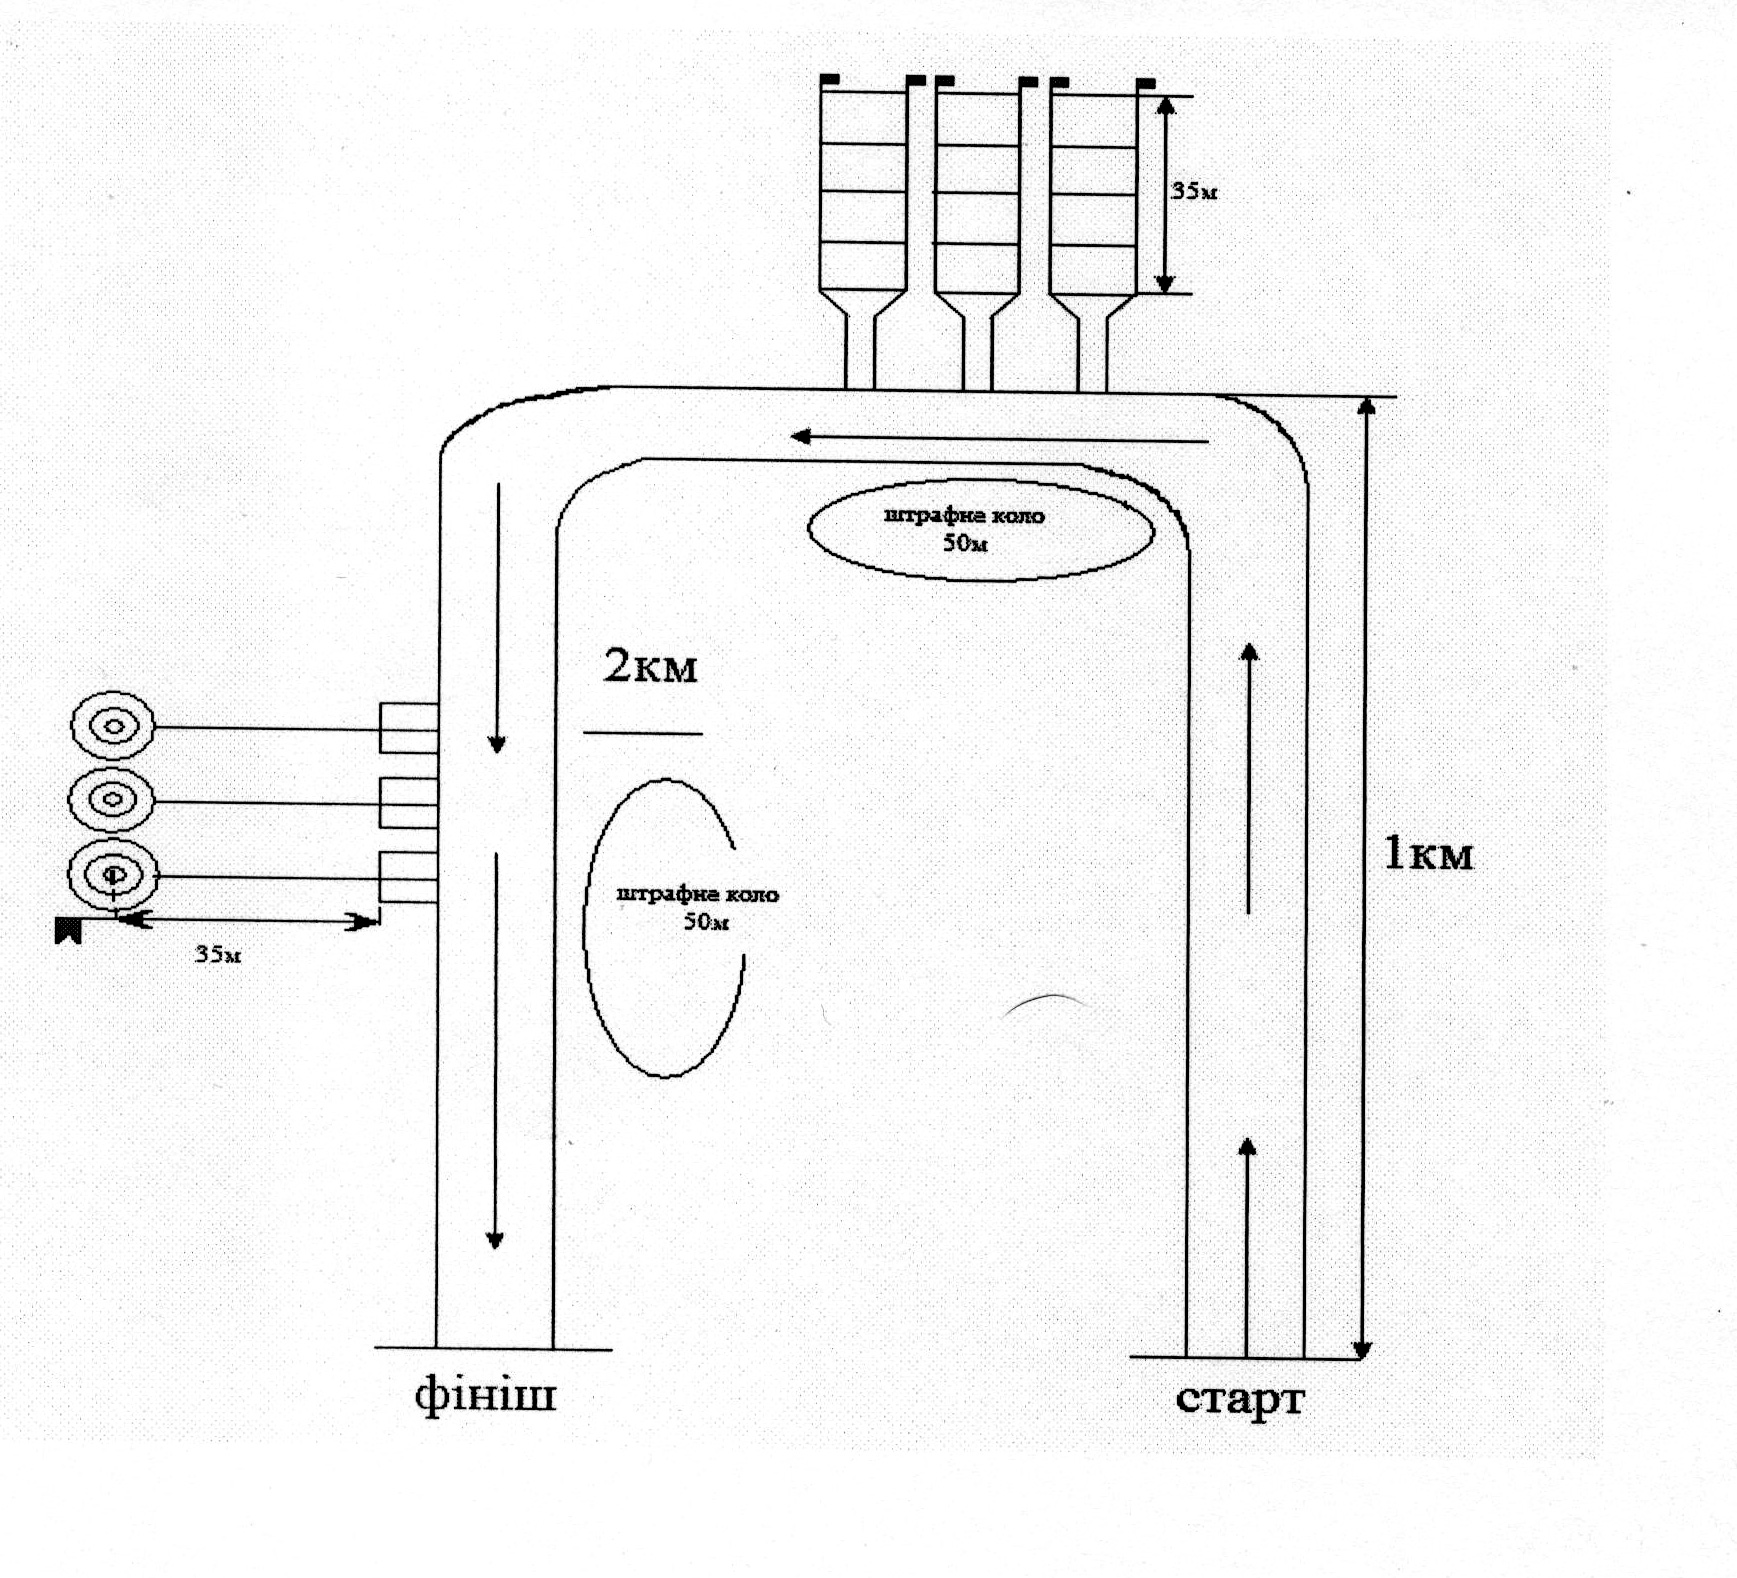 35м
штрафне коло
50м
2км
1км
штрафне коло
50м
35м
фініш
старт